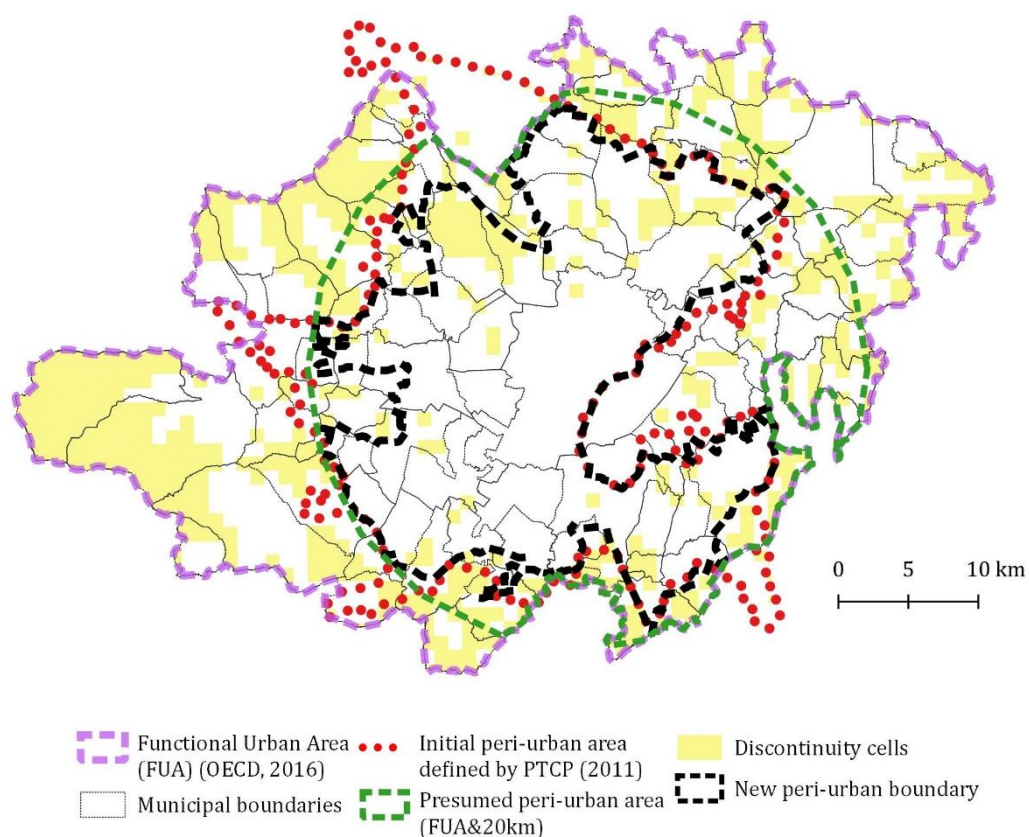 0 5 10 km
Functional Urban Area
(FUA) (OECD, 2016)
Municipal boundaries
Initial peri-urban area
defined by PTCP (2011)
Presumed peri-urban area
(FUA&20km)
Discontinuity cells
New peri-urban boundary